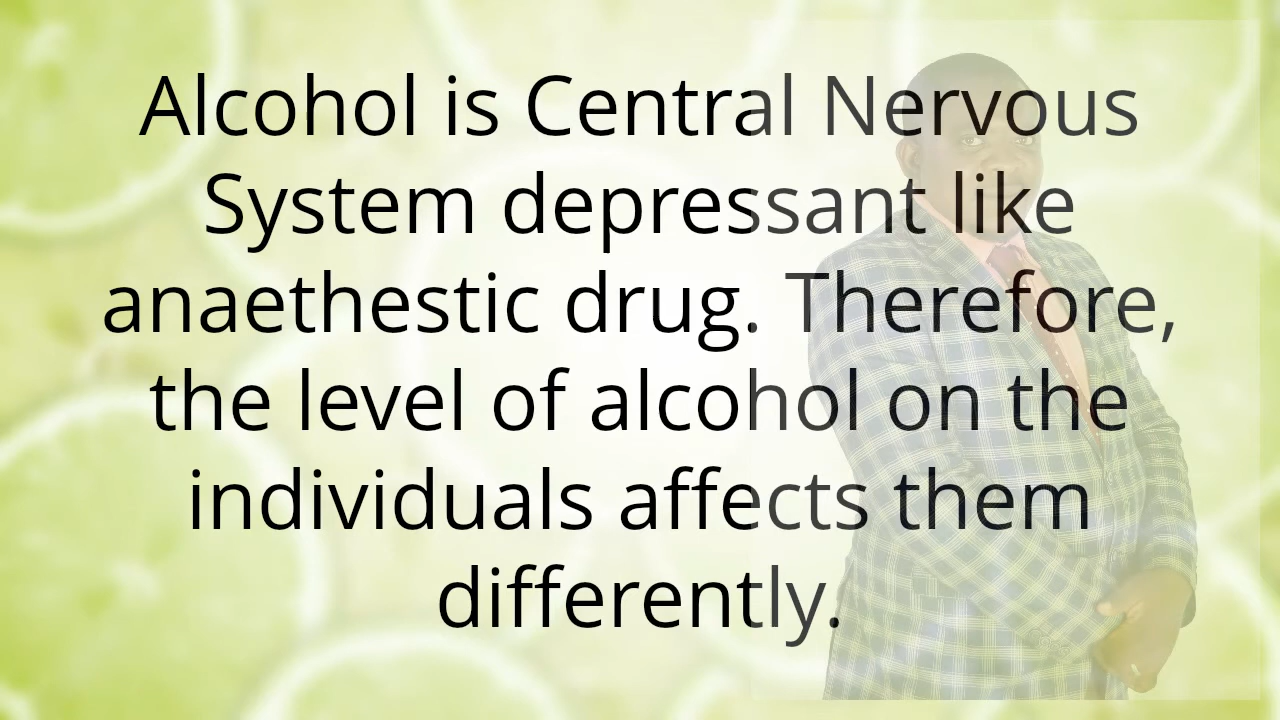 Alcohol is Central Nervous
System depressant like
anaethestic drug. Therefore,
the level of alcohol on the
individuals affects them
differently.